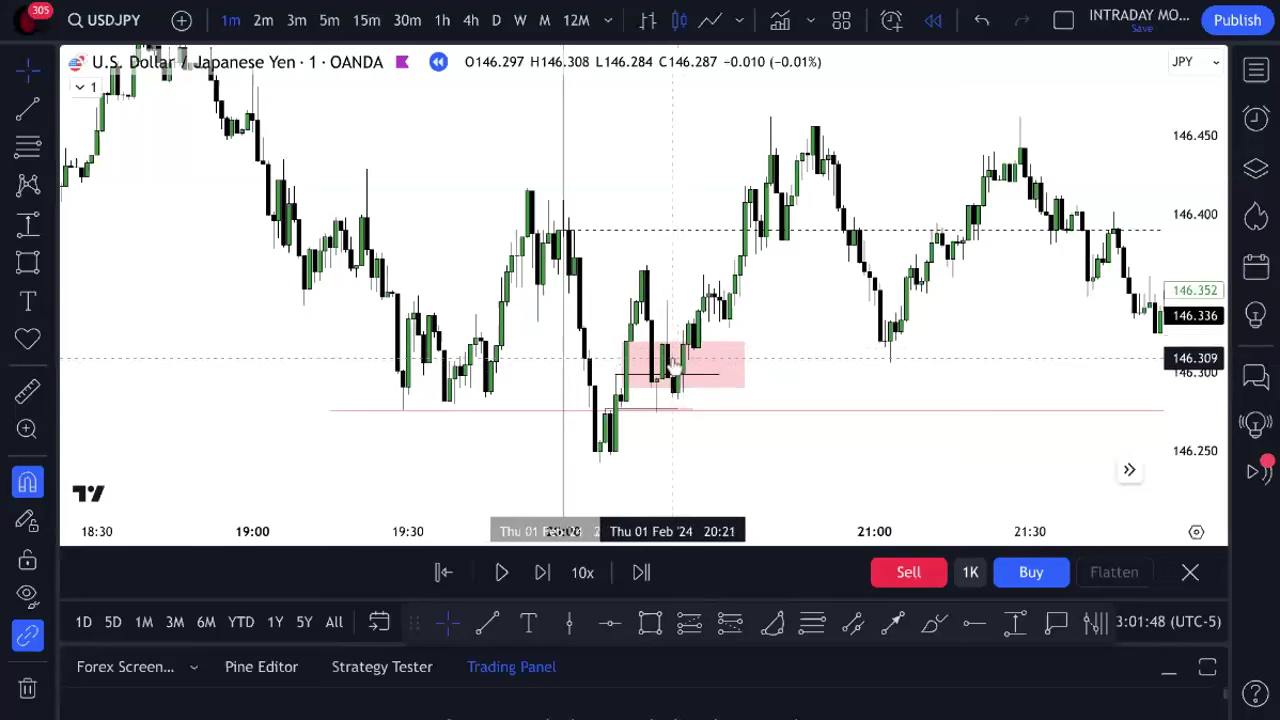 305
USDJPY
1m 2m 3m 5m 15m 30m 1h 4h D W M 12M
INTRADAY MO...
Save
Publish
U.S. Dollar / Japanese Yen · 1 · OANDA
O146.297 H146.308 L146.284 C146.287 −0.010 (−0.01%)
JPY
1
146.450
146.400
146.352
146.336
146.309
146.300
146.250
18:30 19:00 19:30
Thu 01 Feb '24 20:21
21:00 21:30
10x
Sell
1K
Buy
Flatten
1D 5D 1M 3M 6M YTD 1Y 5Y All
3:01:48 (UTC-5)
Forex Screen... Pine Editor Strategy Tester Trading Panel